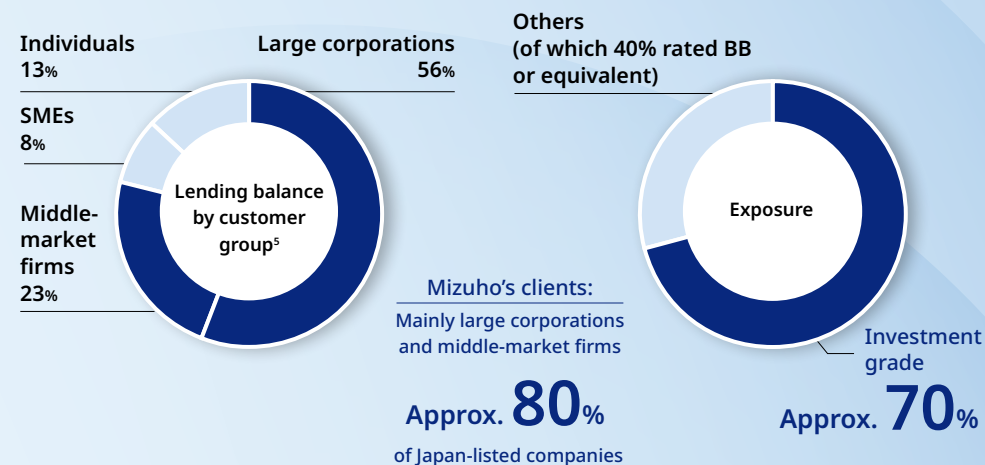 Individuals
13%
Large corporations
56%
SMEs
8%
Middle-
market
firms
23%
Lending balance
by customer
group⁵
Mizuho’s clients:
Mainly large corporations
and middle-market firms
Approx. 80%
of Japan-listed companies
Others
(of which 40% rated BB
or equivalent)
Exposure
Investment
grade
Approx. 70%